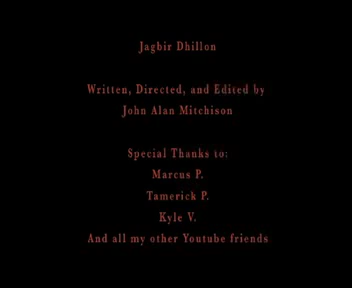 Jagbir Dhillon
Written, Directed, and Edited by
John Alan Mitchison
Special Thanks to:
Marcus P.
Tamerick P.
Kyle V.
And all my other Youtube friends